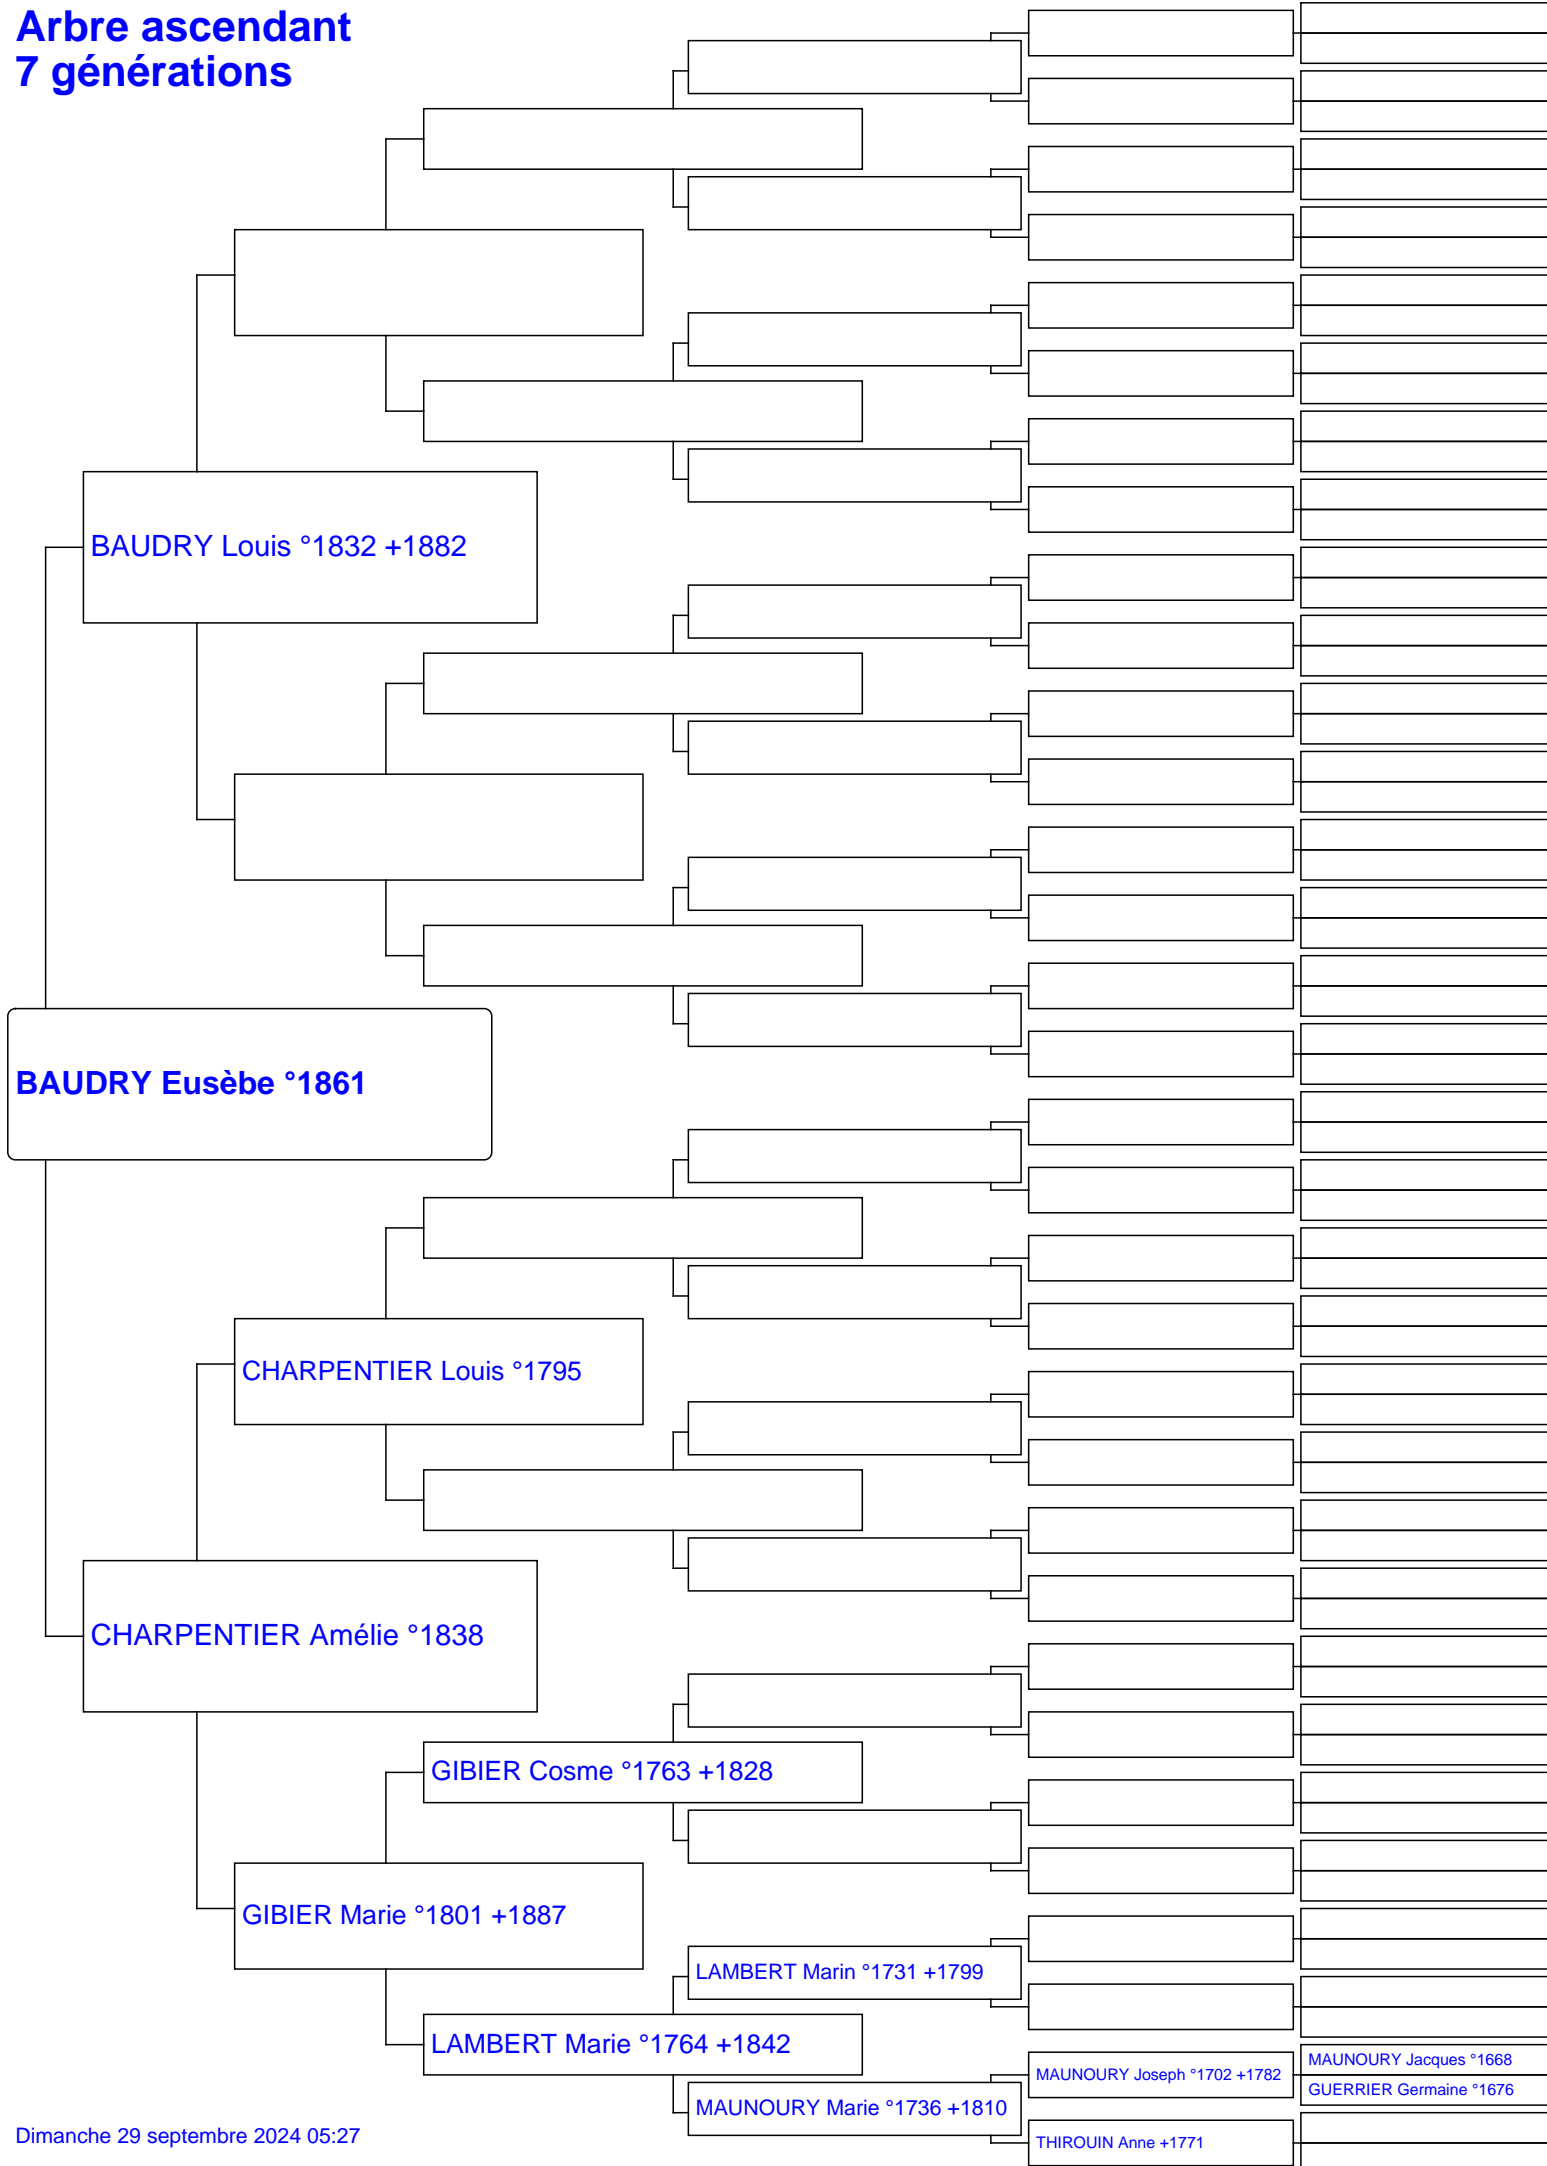 Arbre ascendant
7 générations
BAUDRY Louis °1832 +1882
BAUDRY Eusèbe °1861
CHARPENTIER Louis °1795
CHARPENTIER Amélie °1838
GIBIER Cosme °1763 +1828
GIBIER Marie °1801 +1887
LAMBERT Marin °1731 +1799
LAMBERT Marie °1764 +1842
MAUNOURY Jacques °1668
MAUNOURY Joseph °1702 +1782
GUERRIER Germaine °1676
MAUNOURY Marie °1736 +1810
THIROUIN Anne +1771
Dimanche 29 septembre 2024 05:27